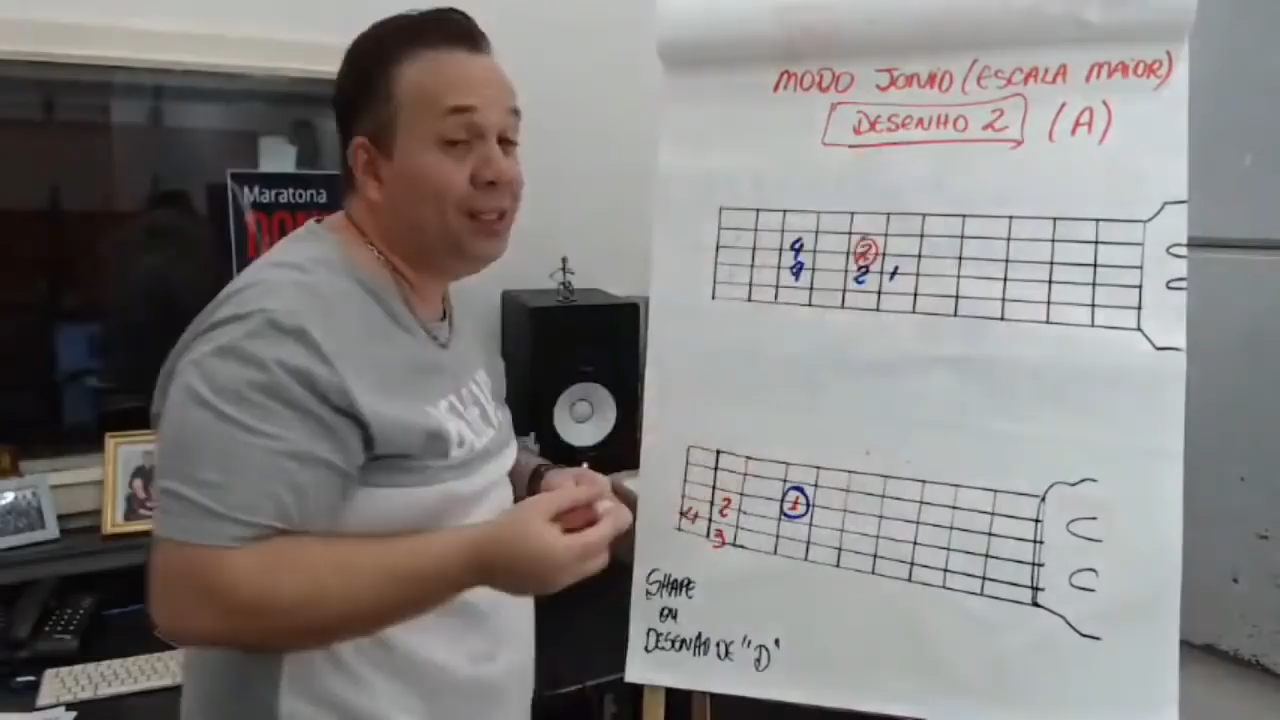 MODO JONIO (ESCALA MAIOR)
DESENHO 2 (A)
Maratona
4 2
4 2 1
2 1
4
3
SHAPE
OU
DESENHO DE "D"